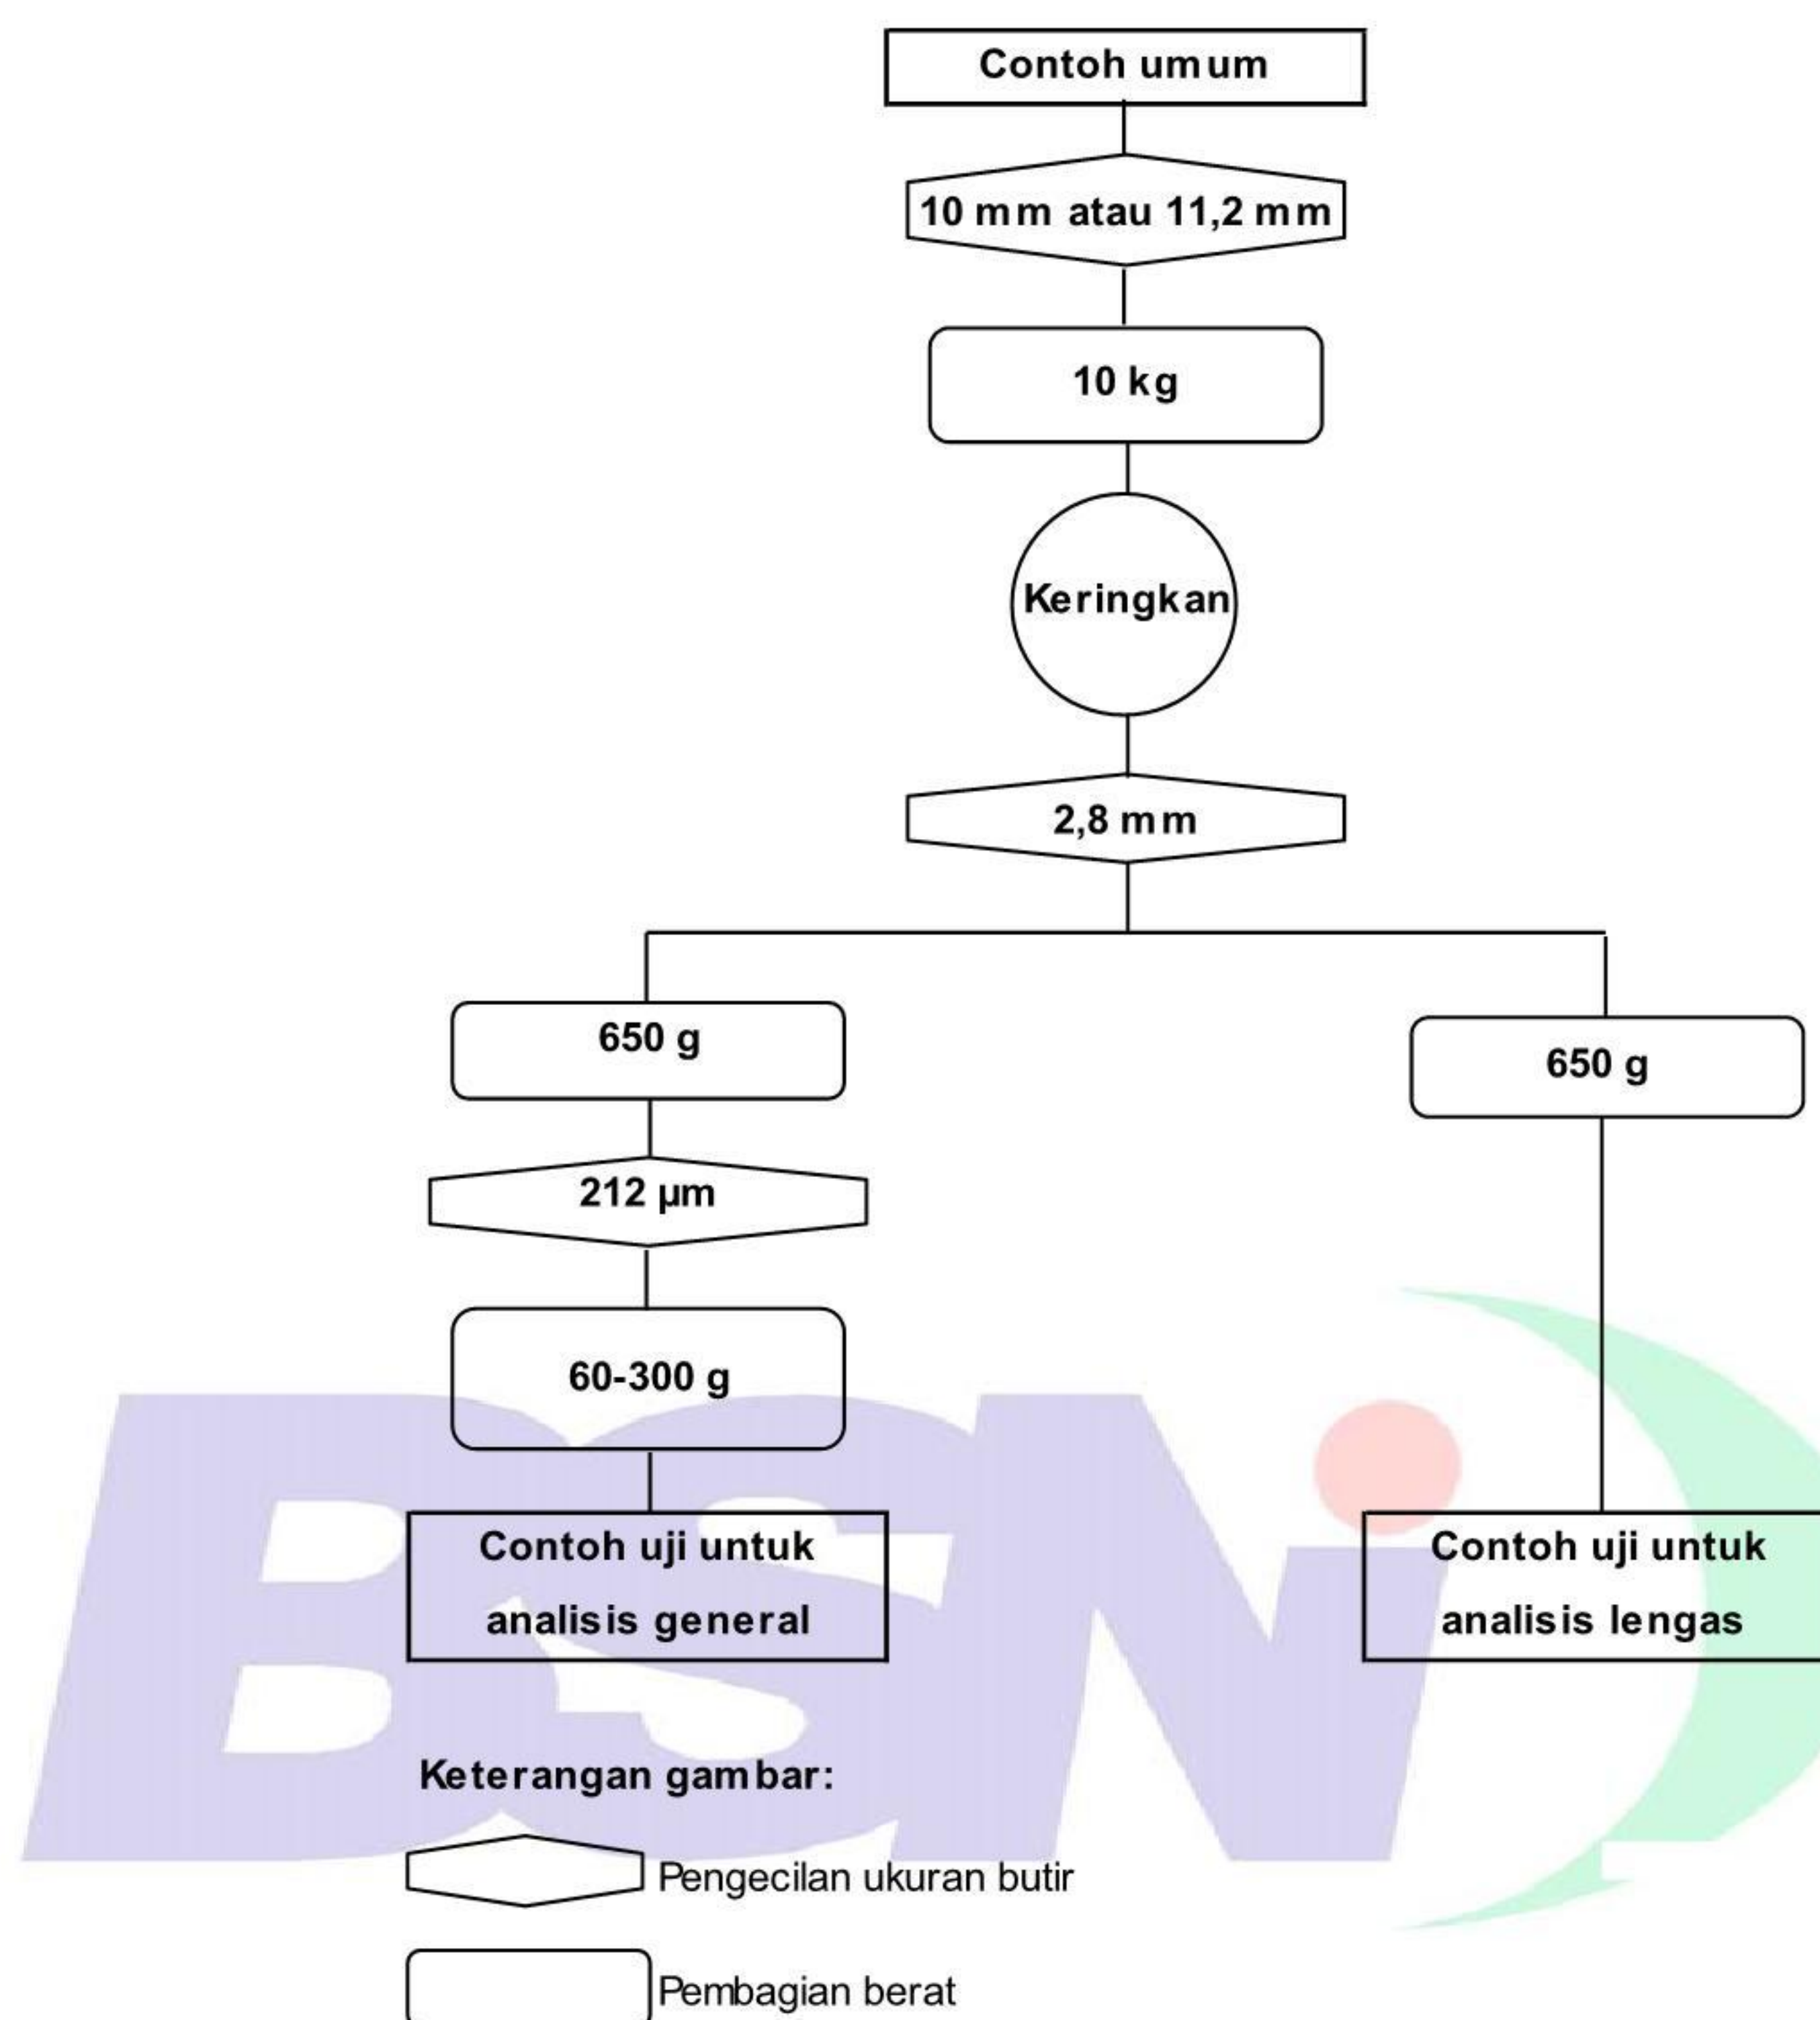 Contoh umum
10 mm atau 11,2 mm
10 kg
Keringkan
2,8 mm
650 g
650 g
212 µm
60-300 g
Contoh uji untuk
analisis general
Contoh uji untuk
analisis lengas
BSNi
Keterangan gambar:
Pengecilan ukuran butir
Pembagian berat